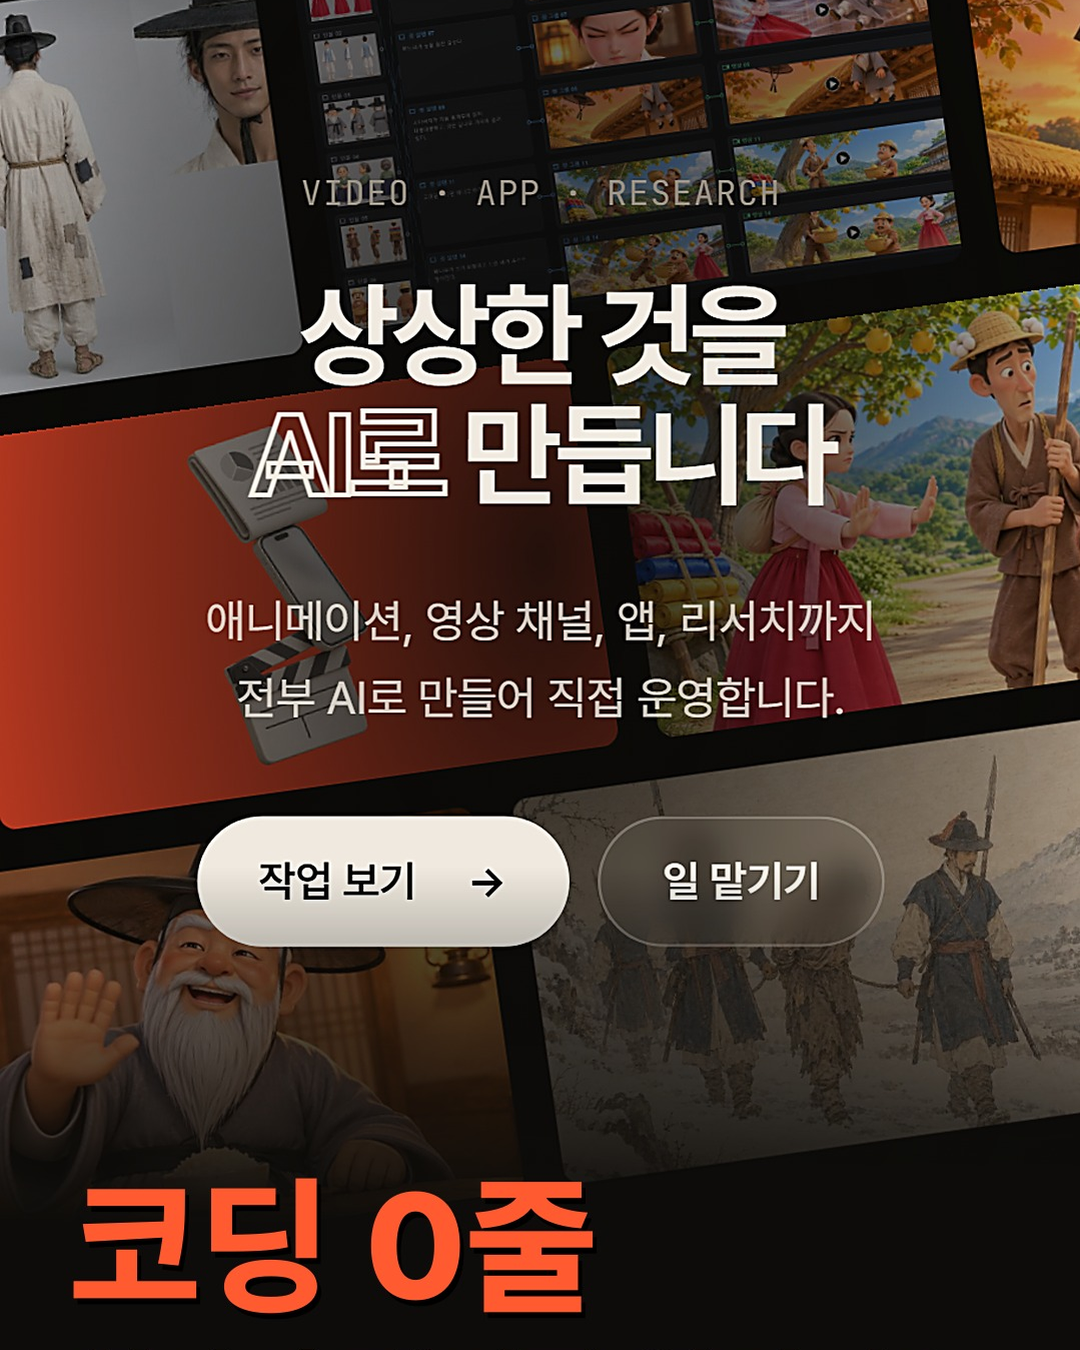 VIDEO · APP · RESEARCH
상상한 것을
AI로 만듭니다
애니메이션, 영상 채널, 앱, 리서치까지
전부 AI로 만들어 직접 운영합니다.
작업 보기 →
일 맡기기
코딩 0줄